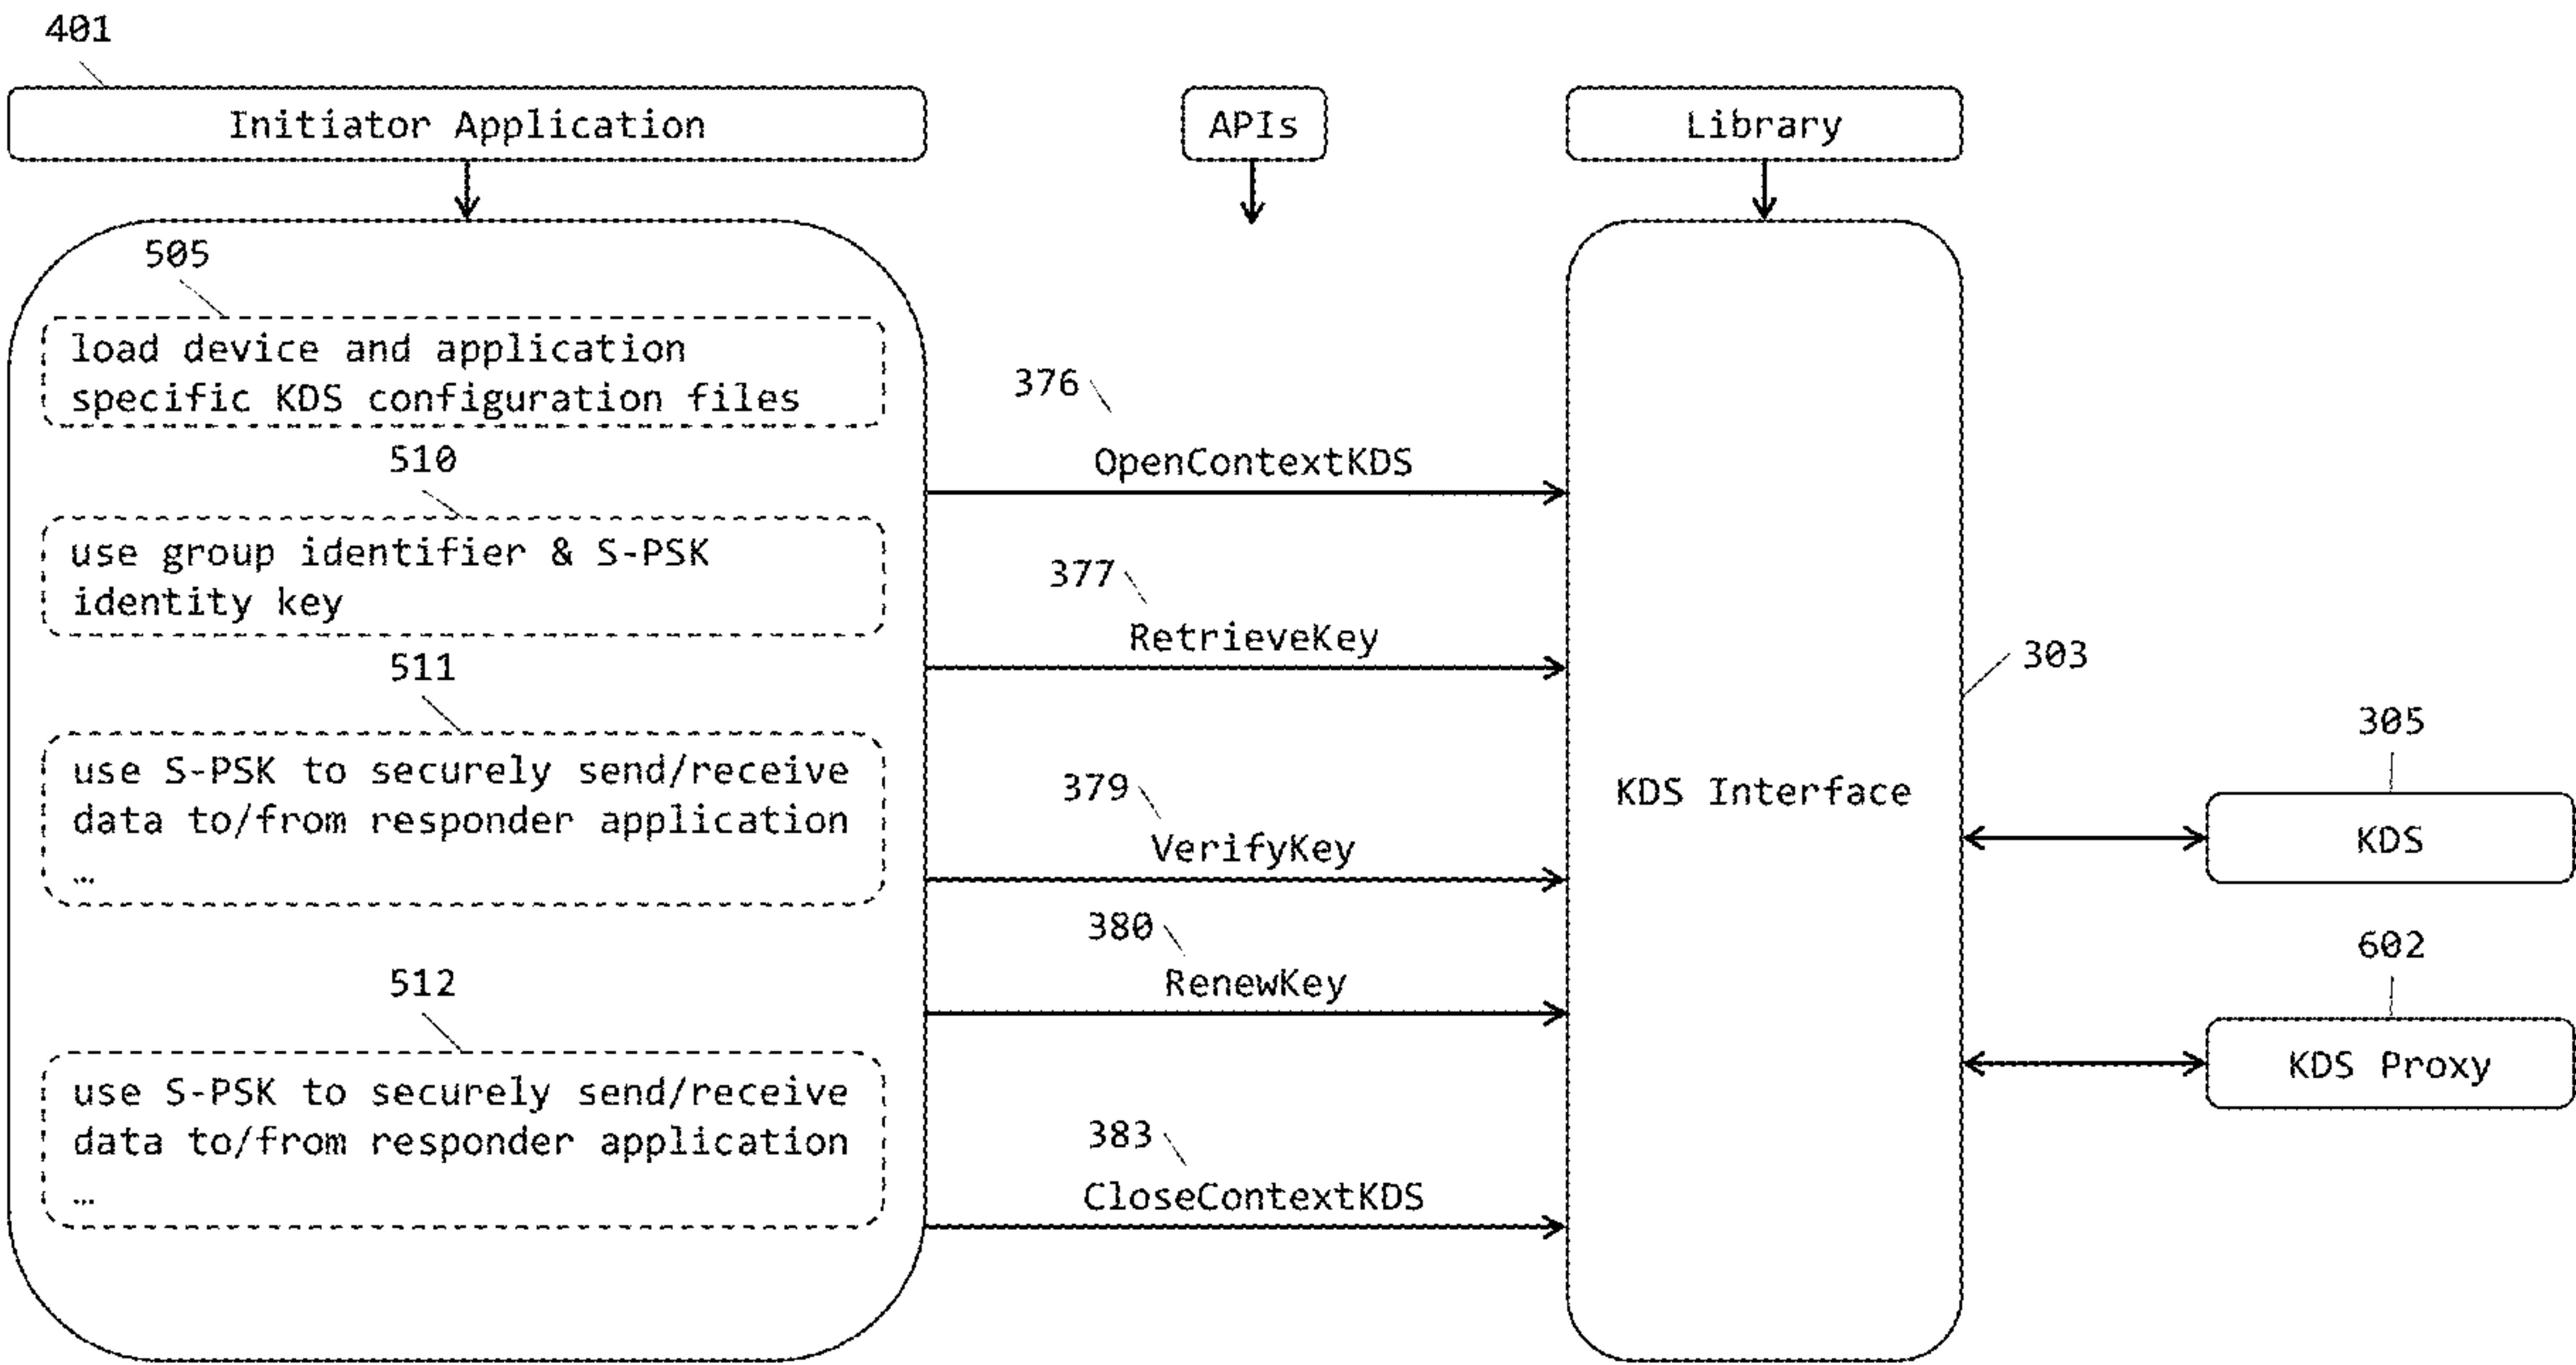 401
Initiator Application
APIs
Library
505
load device and application
specific KDS configuration files
510
use group identifier & S-PSK
identity key
511
use S-PSK to securely send/receive
data to/from responder application
…
512
use S-PSK to securely send/receive
data to/from responder application
…
376
OpenContextKDS
377
RetrieveKey
379
VerifyKey
380
RenewKey
383
CloseContextKDS
KDS Interface
303
305
KDS
602
KDS Proxy